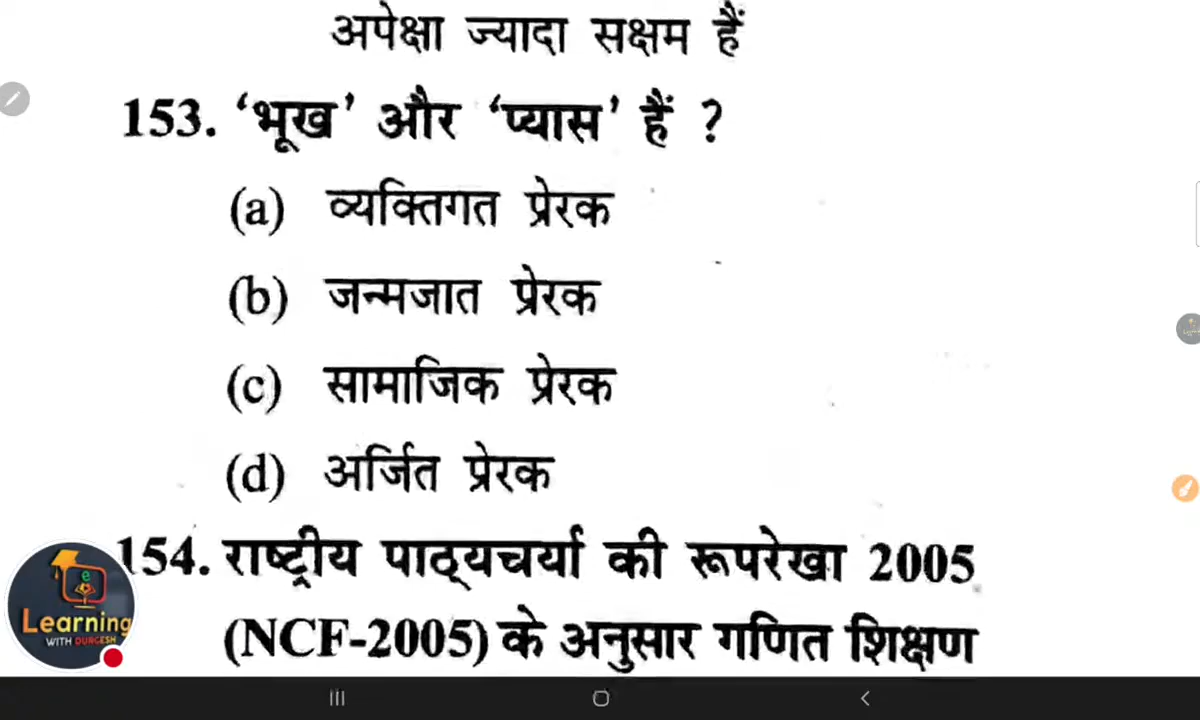 अपेक्षा ज्यादा सक्षम हैं
153. ‘भूख’ और ‘प्यास’ हैं ?
(a) व्यक्तिगत प्रेरक
(b) जन्मजात प्रेरक
(c) सामाजिक प्रेरक
(d) अर्जित प्रेरक
154. राष्ट्रीय पाठ्यचर्या की रूपरेखा 2005
(NCF-2005) के अनुसार गणित शिक्षण
e
Learning
WITH DURGESH